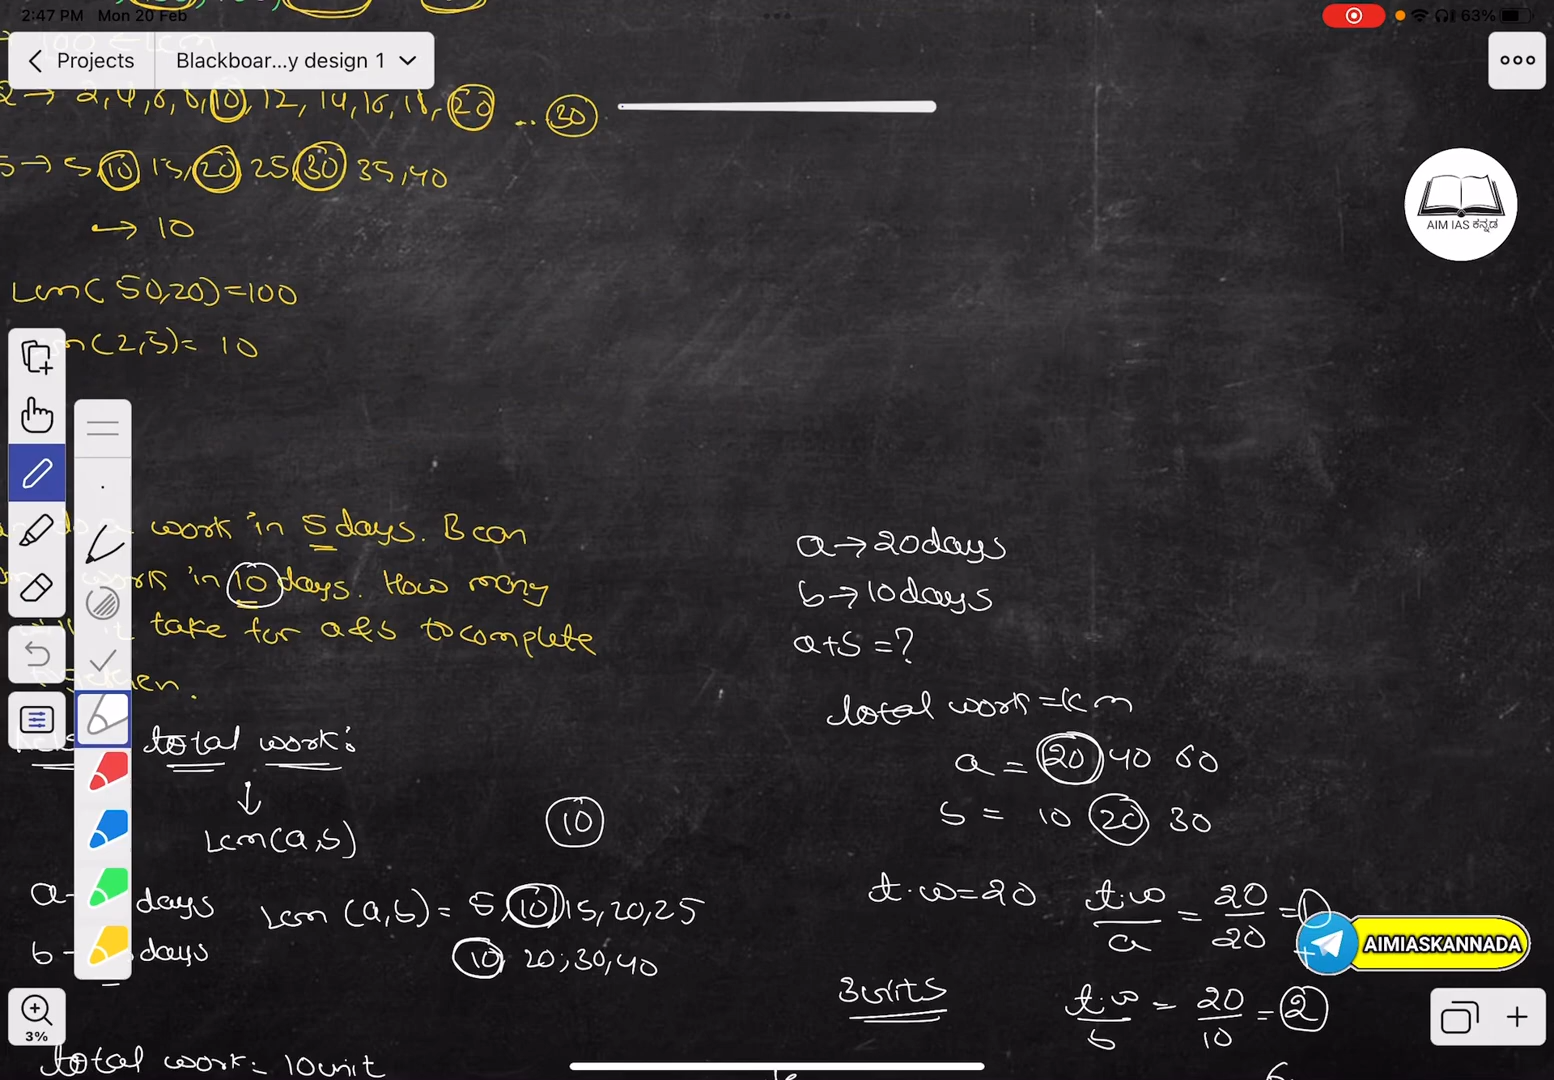 2:47 PM Mon 20 Feb
63%
Projects
Blackboar...y design 1
2 → 2,4,6,8,10,12, 14,16,18, 20 .. 30
5 → 5,10 15,20 25,30 35,40
→ 10
Lcm( 50,20)=100
(2,5)= 10
AIM IAS ಕನ್ನಡ
work in 5 days. B can
work in 10 days. How many
take for a&b to complete
total work:
↓
Lcm(a,b)
10
a- days
b- days
Lcm (a,b) = 5,10,15,20,25
10, 20,30,40
total work = 10unit
a→20days
b→10days
a+b =?
total work = lcm
a = 20 40 60
b = 10 20 30
t.w=20
t.w/a = 20/20 = 1
+
t.w/b = 20/10 = 2
3units
AIMIASKANNADA
3%